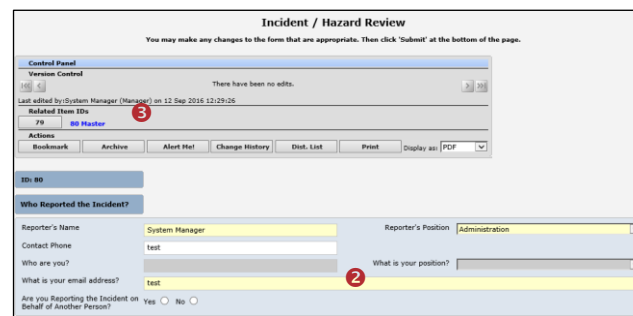 Incident / Hazard Review
You may make any changes to the form that are appropriate. Then click 'Submit' at the bottom of the page.
Control Panel
Version Control
There have been no edits.
Last edited by:System Manager (Manager) on 12 Sep 2016 12:29:26
Related Item IDs
3
79 80 Master
Actions
Bookmark Archive Alert Me! Change History Dist. List Print Display as: PDF
ID: 80
Who Reported the Incident?
Reporter's Name System Manager Reporter's Position Administration
Contact Phone test
Who are you? What is your position?
What is your email address? test
2
Are you Reporting the Incident on
Behalf of Another Person? Yes No